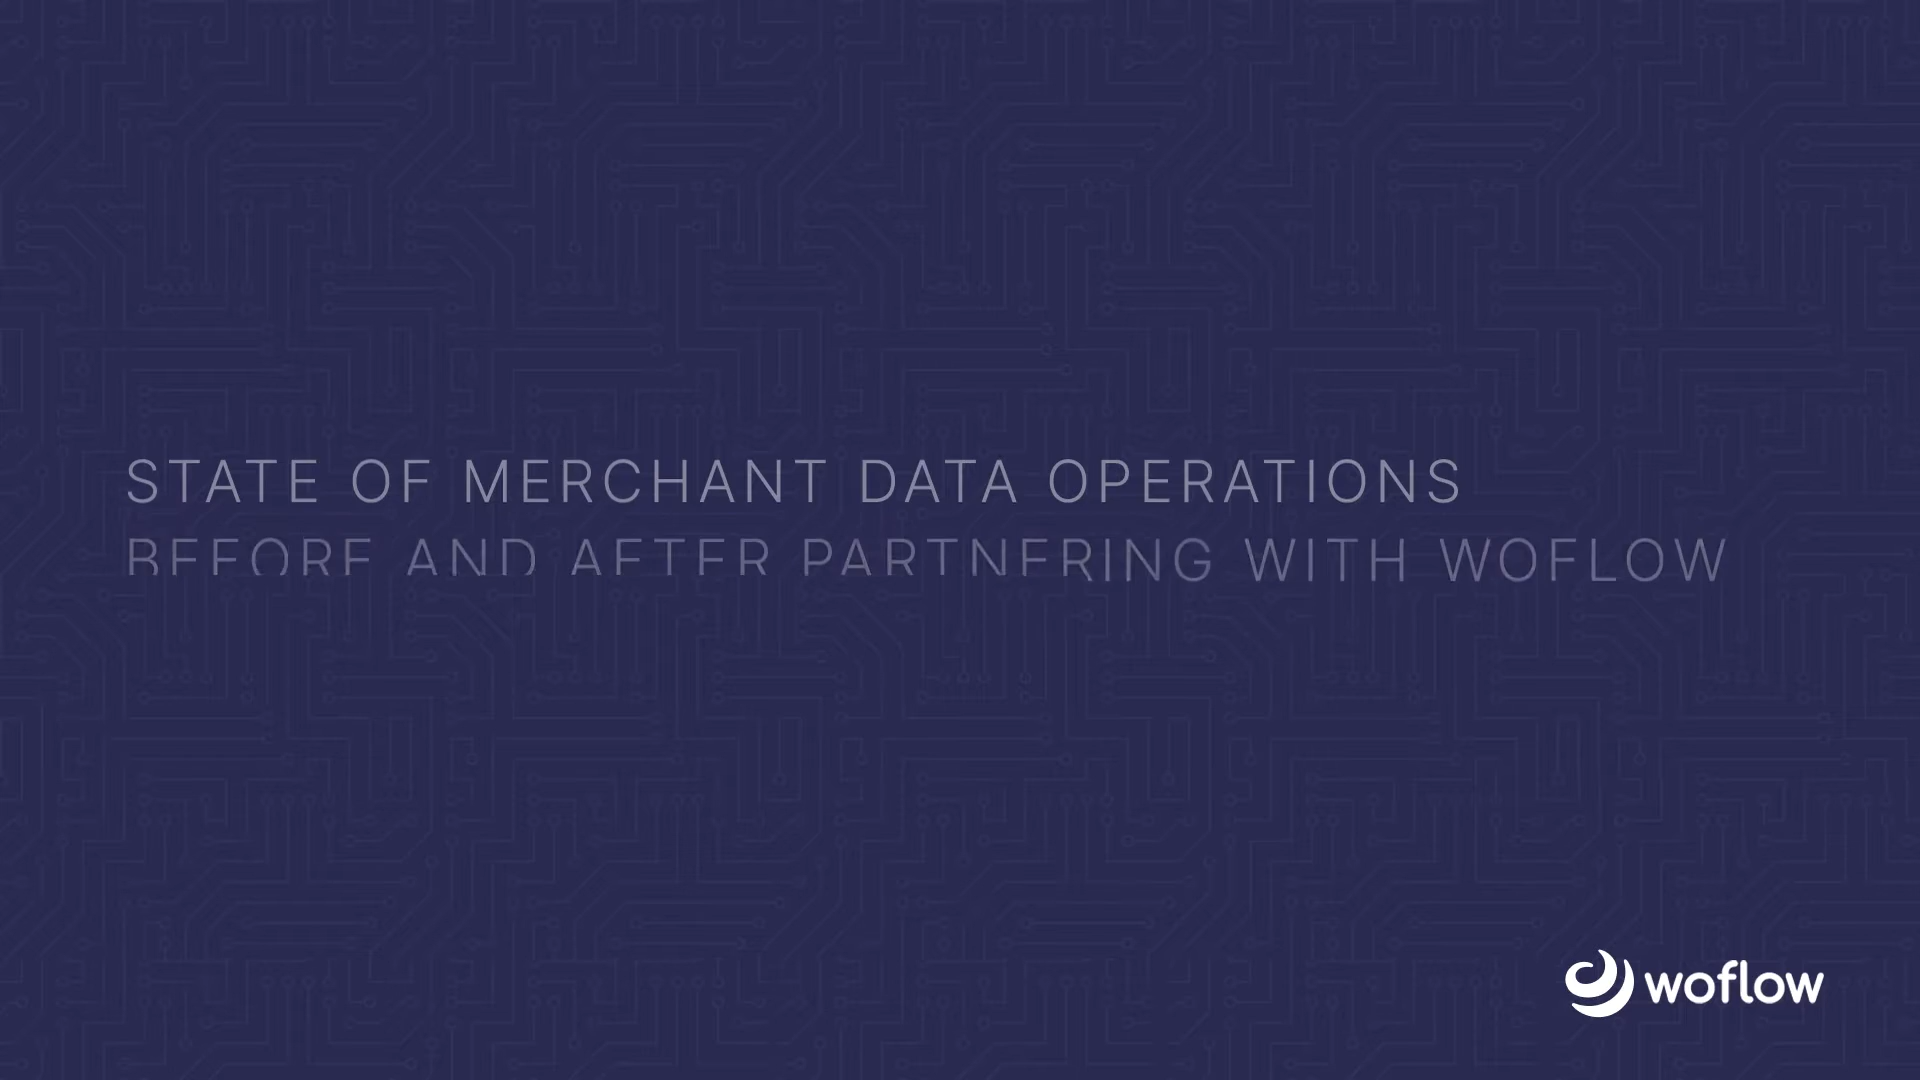 STATE OF MERCHANT DATA OPERATIONS
BEFORE AND AFTER PARTNERING WITH WOFLOW
woflow